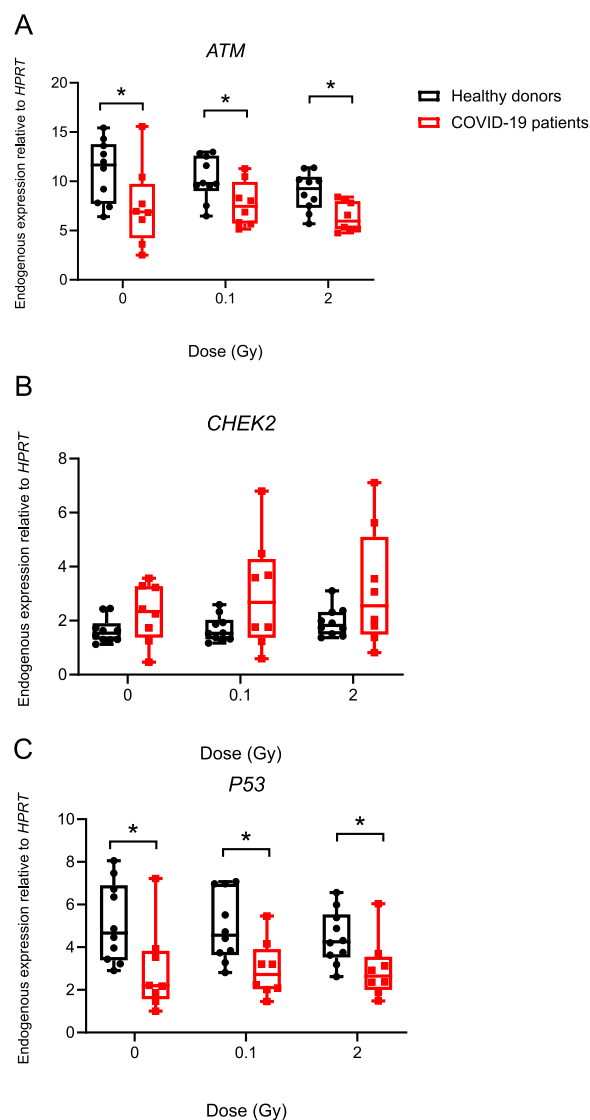 A
ATM
Endogenous expression relative to HPRT
20
15
10
5
0
* * *
0 0.1 2
Dose (Gy)
Healthy donors
COVID-19 patients
B
CHEK2
Endogenous expression relative to HPRT
8
6
4
2
0
0 0.1 2
Dose (Gy)
C
P53
Endogenous expression relative to HPRT
10
8
6
4
2
0
* * *
0 0.1 2
Dose (Gy)